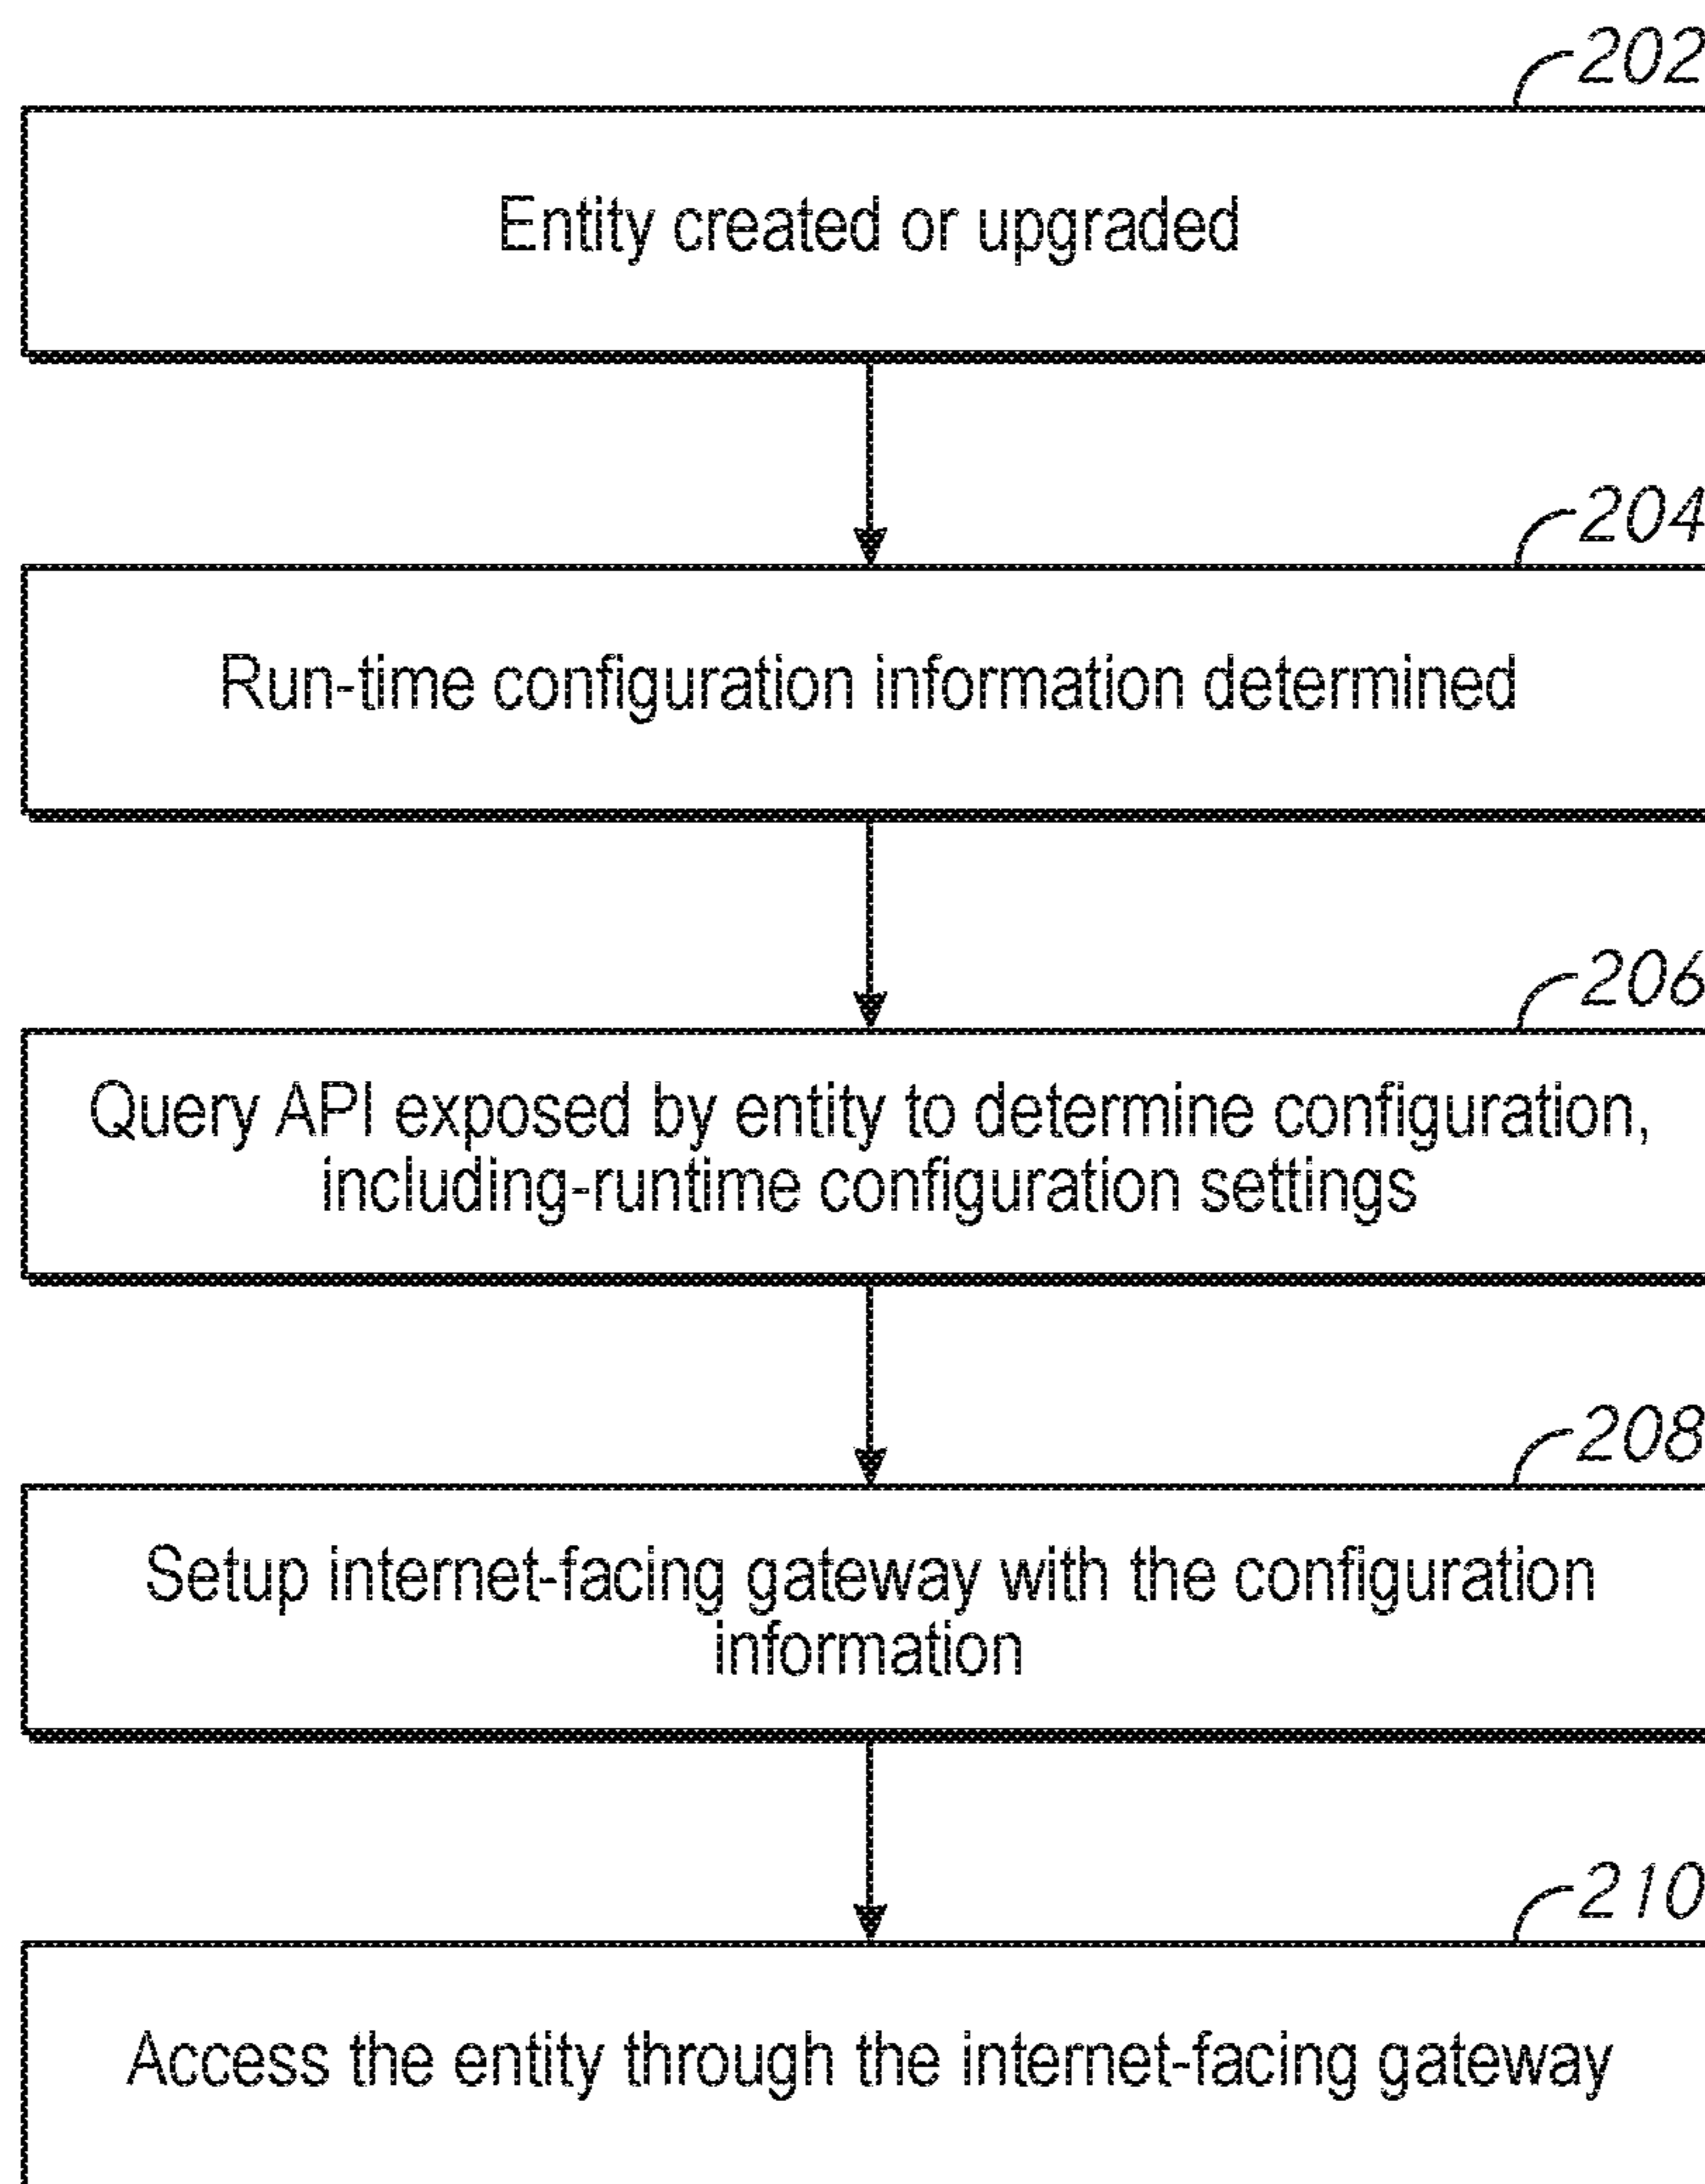 202
Entity created or upgraded
204
Run-time configuration information determined
206
Query API exposed by entity to determine configuration,
including-runtime configuration settings
208
Setup internet-facing gateway with the configuration
information
210
Access the entity through the internet-facing gateway